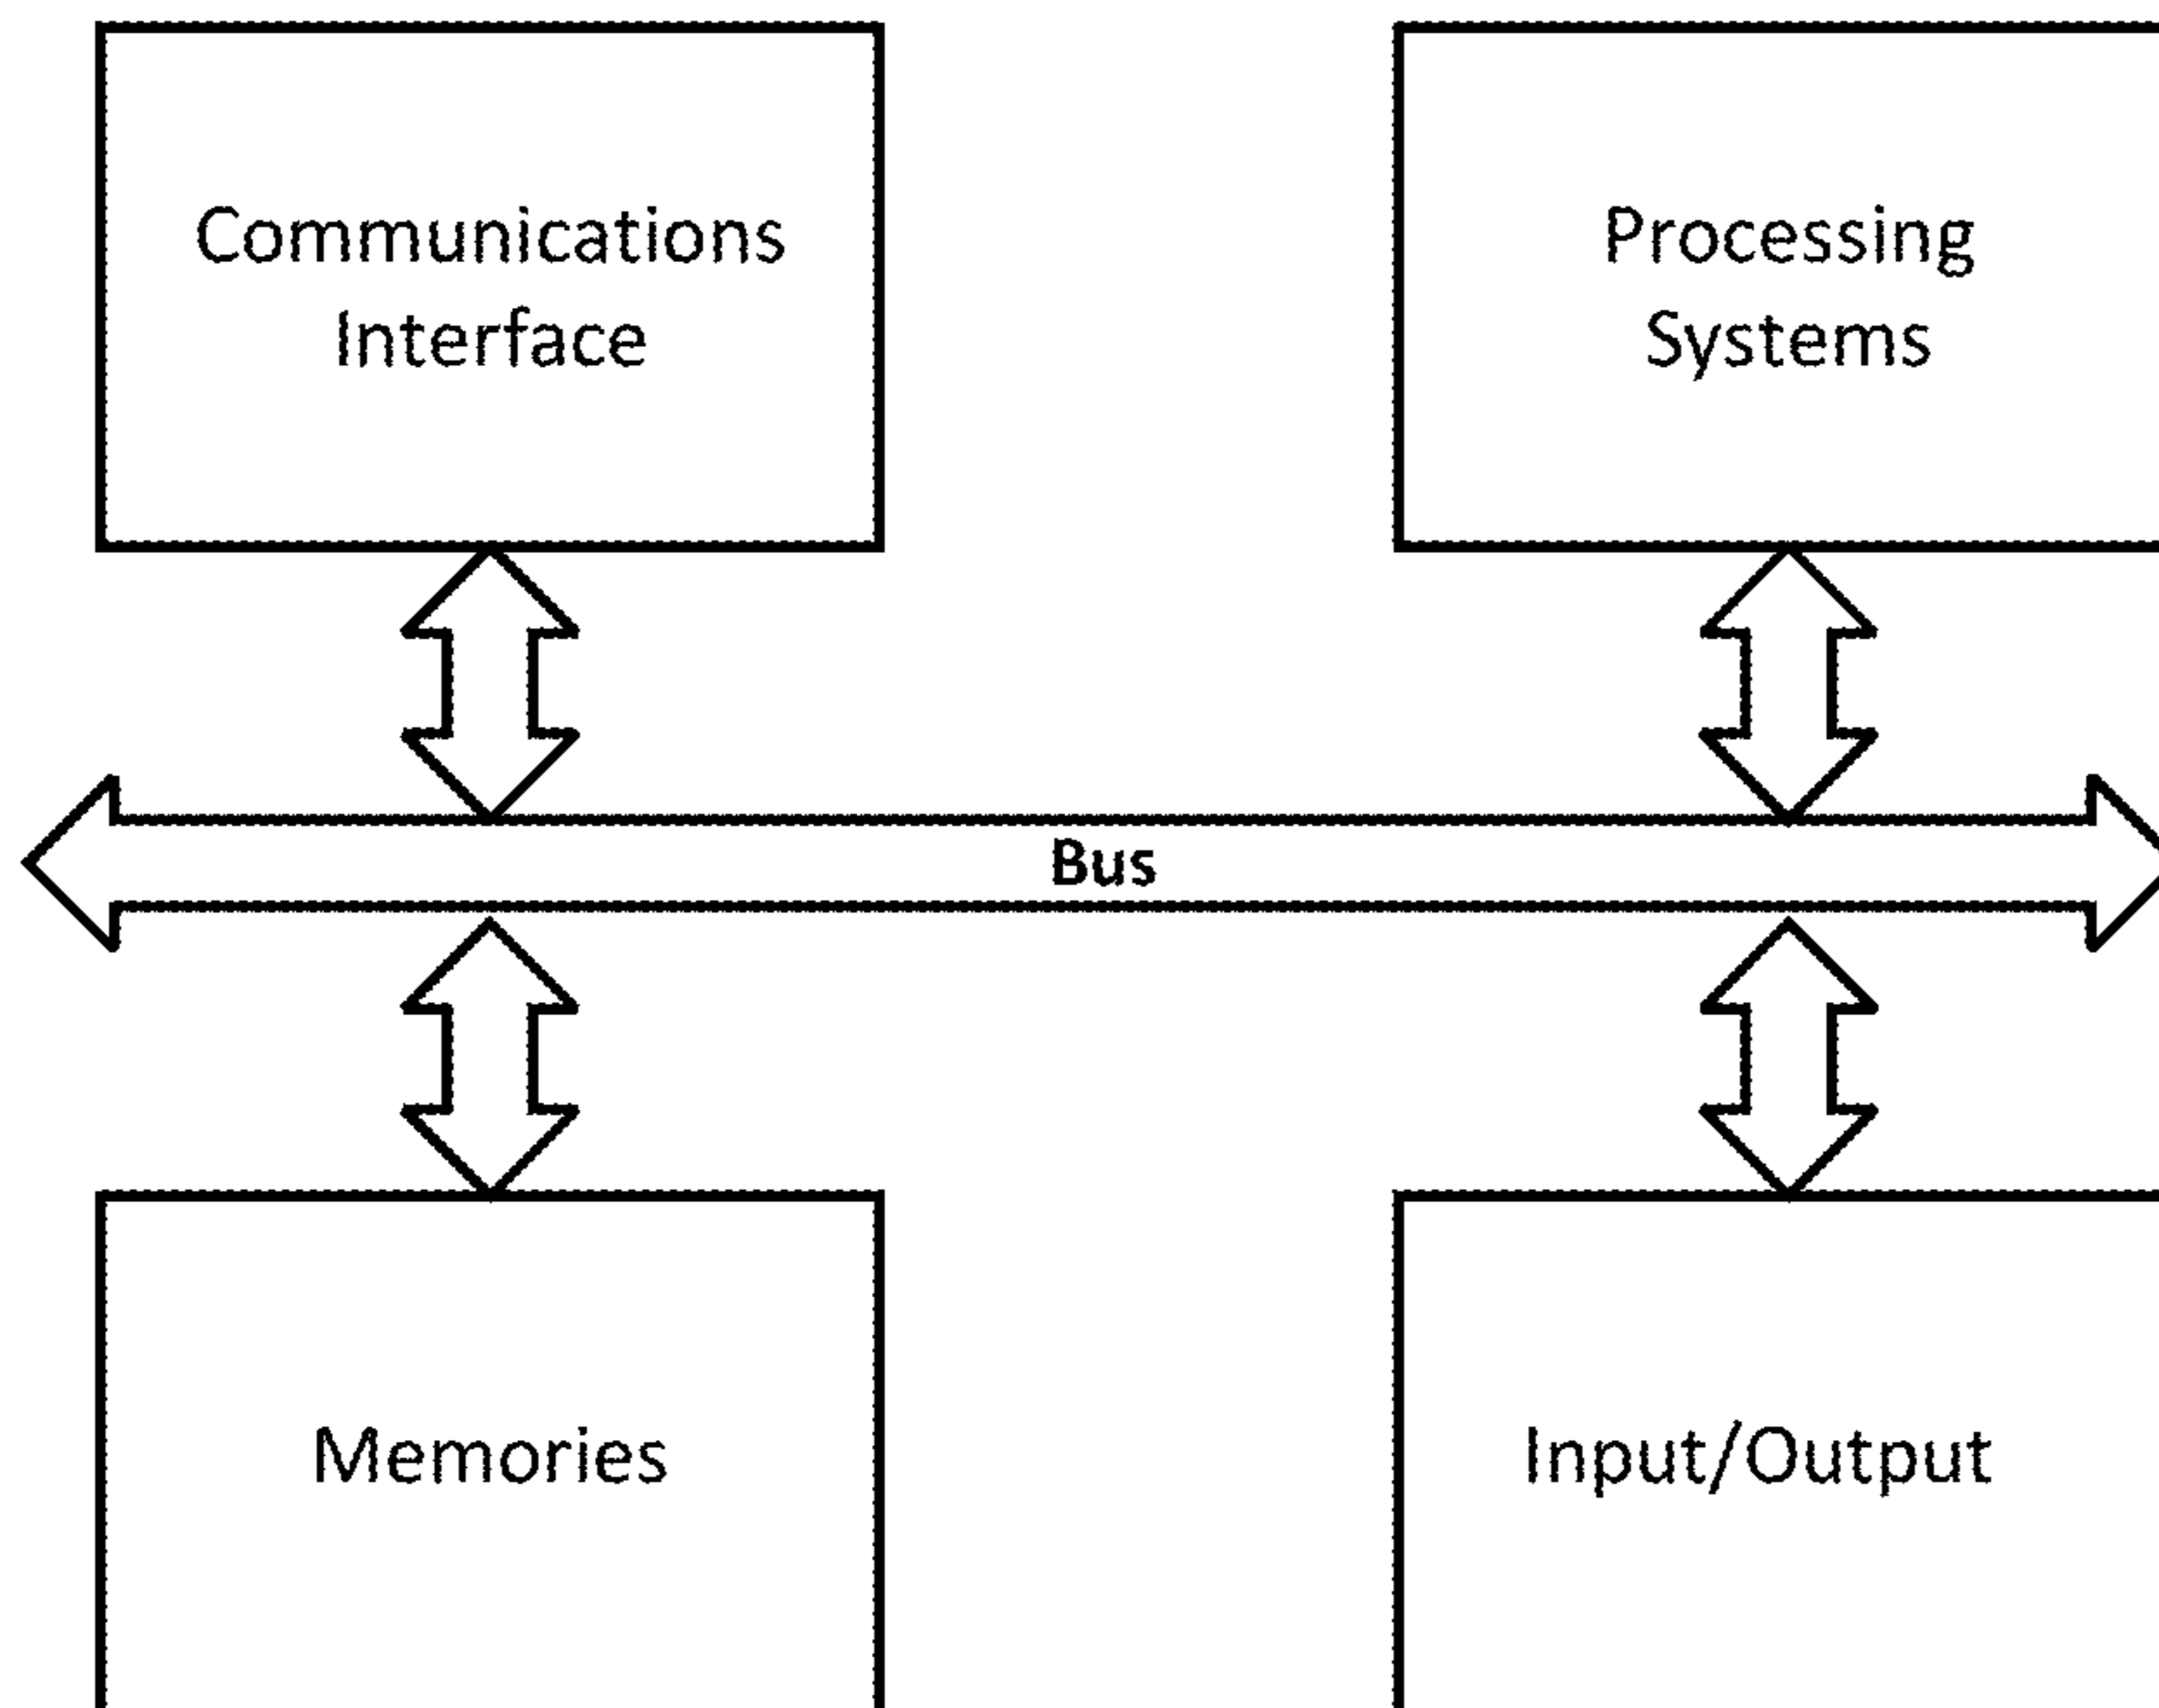 Communications
Interface
Processing
Systems
Bus
Memories
Input/Output